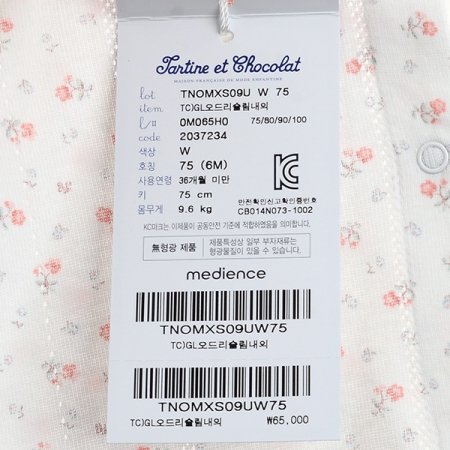 Tartine et Chocolat
MAISON FRANÇAISE DE MODE ENFANTINE
lot TNOMXS09U W 75
item TC)GL오드리슬림내의
l/# 0M065H0 75/80/90/100
code 2037234
색상 W
호칭 75 (6M)
사용연령 36개월 미만
키 75 cm
몸무게 9.6 kg
안전확인신고확인증번호
CB014N073-1002
KC마크는 이제품이 공통안전 기준에 적합하였음을 의미합니다.
無형광 제품
제품특성상 일부 부자재류는
형광물질이 있을 수 있습니다.
medience
TNOMXS09UW75
TC)GL오드리슬림내의
TNOMXS09UW75
TC)GL오드리슬림내의 ₩65,000